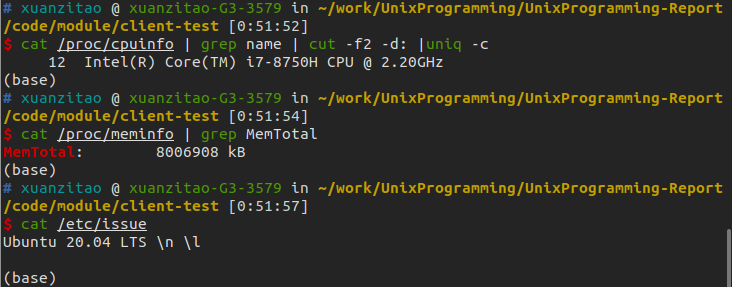 # xuanzitao @ xuanzitao-G3-3579 in ~/work/UnixProgramming/UnixProgramming-Report
/code/module/client-test [0:51:52]
$ cat /proc/cpuinfo | grep name | cut -f2 -d: |uniq -c
     12  Intel(R) Core(TM) i7-8750H CPU @ 2.20GHz
(base)
# xuanzitao @ xuanzitao-G3-3579 in ~/work/UnixProgramming/UnixProgramming-Report
/code/module/client-test [0:51:54]
$ cat /proc/meminfo | grep MemTotal
MemTotal:        8006908 kB
(base)
# xuanzitao @ xuanzitao-G3-3579 in ~/work/UnixProgramming/UnixProgramming-Report
/code/module/client-test [0:51:57]
$ cat /etc/issue
Ubuntu 20.04 LTS \n \l

(base)